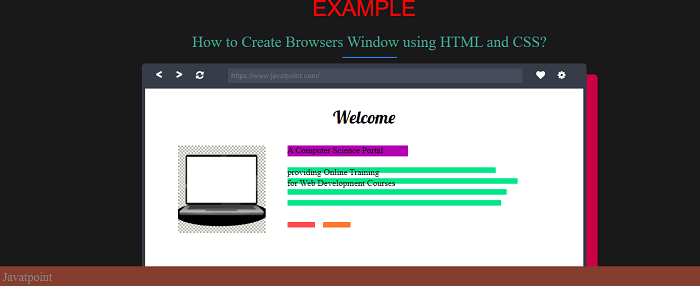 EXAMPLE
How to Create Browsers Window using HTML and CSS?
https://www.javatpoint.com/
Welcome
A Computer Science Portal
providing Online Training
for Web Development Courses
Javatpoint